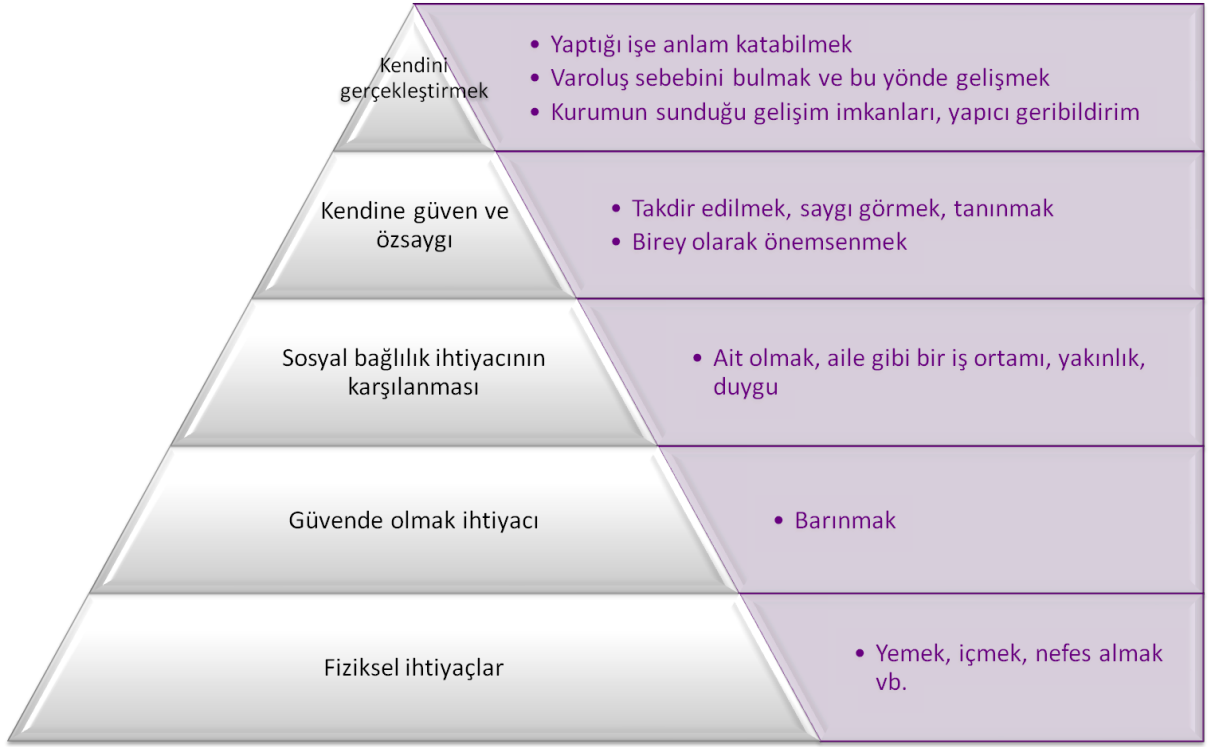 Kendini
gerçekleştirmek
• Yaptığı işe anlam katabilmek
• Varoluş sebebini bulmak ve bu yönde gelişmek
• Kurumun sunduğu gelişim imkanları, yapıcı geribildirim
Kendine güven ve
özsaygı
• Takdir edilmek, saygı görmek, tanınmak
• Birey olarak önemsenmek
Sosyal bağlılık ihtiyacının
karşılanması
• Ait olmak, aile gibi bir iş ortamı, yakınlık,
duygu
Güvende olmak ihtiyacı
• Barınmak
Fiziksel ihtiyaçlar
• Yemek, içmek, nefes almak
vb.